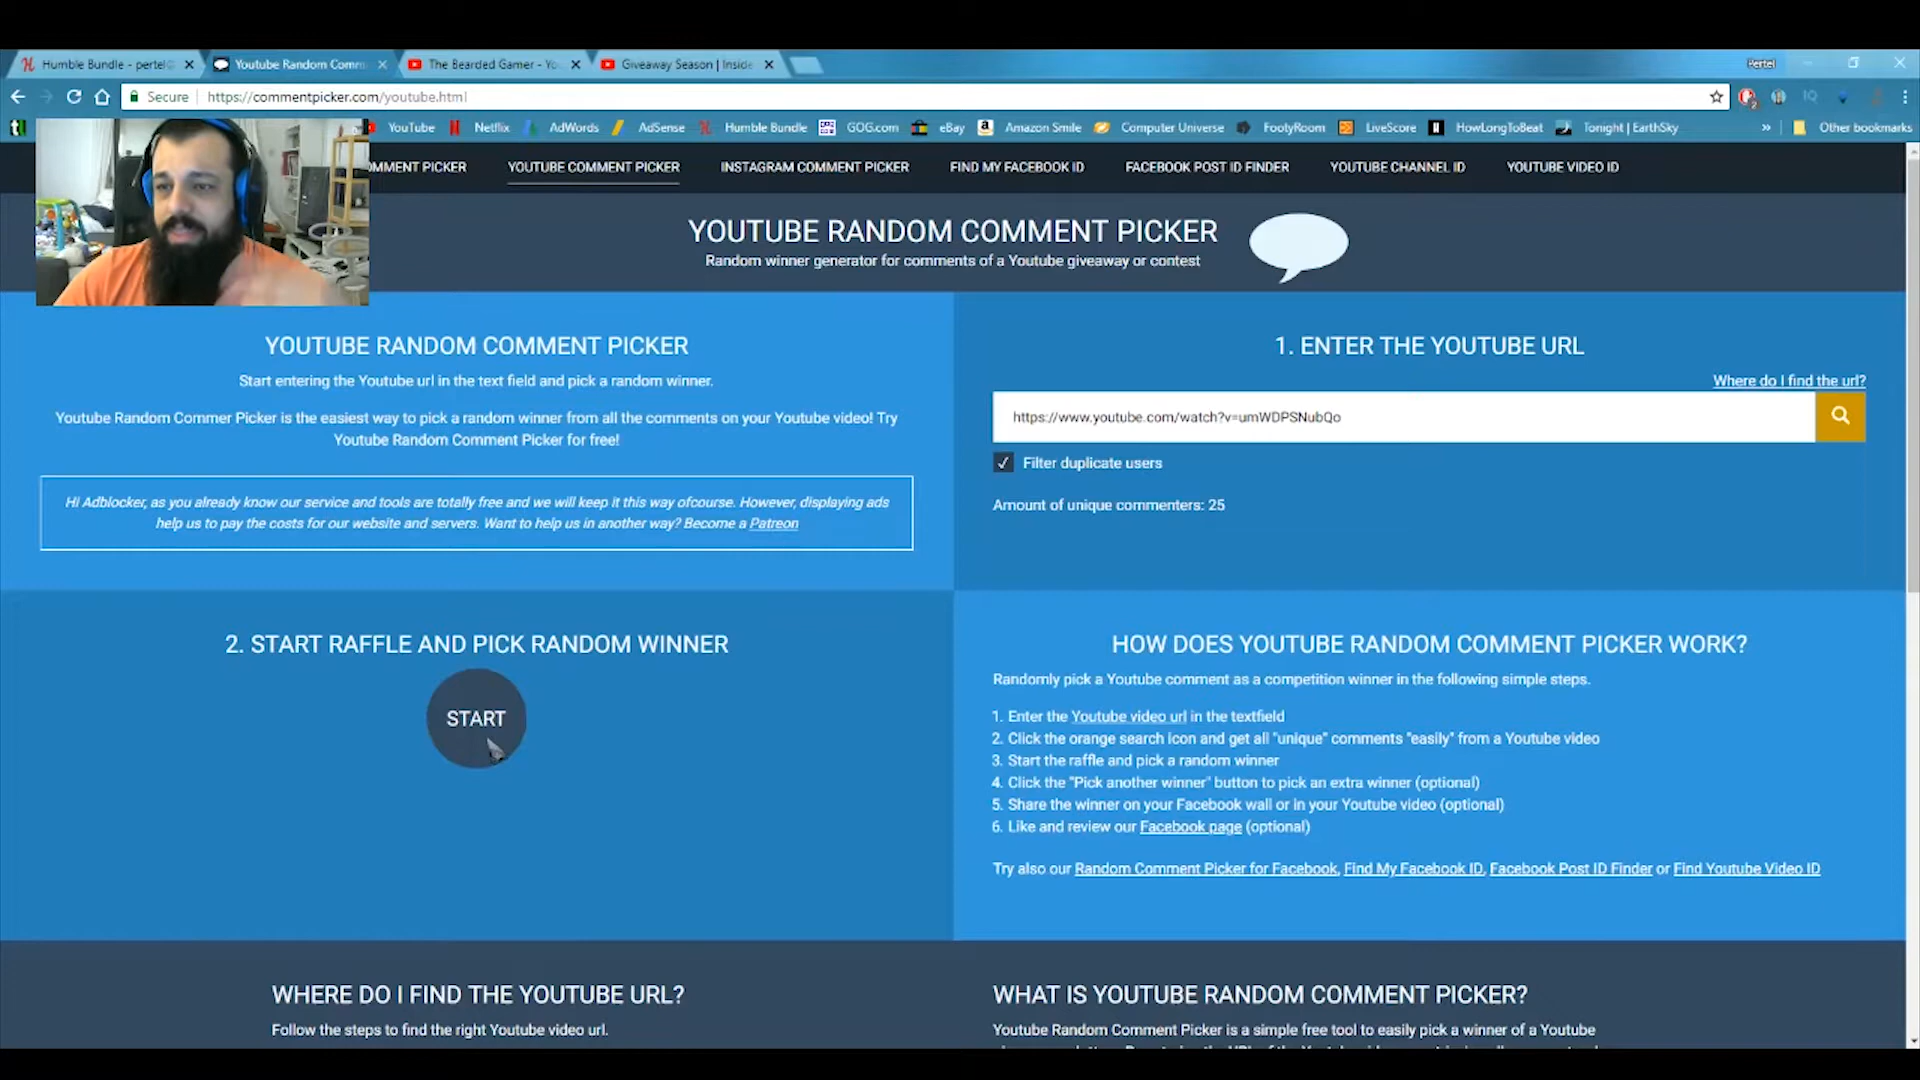 Humble Bundle - pertel
Youtube Random Comm
The Bearded Gamer - Yo
Giveaway Season | Inside
Pertel
Secure
https://commentpicker.com/youtube.html
YouTube
Netflix
AdWords
AdSense
Humble Bundle
GOG.com
eBay
Amazon Smile
Computer Universe
FootyRoom
LiveScore
HowLongToBeat
Tonight | EarthSky
»
Other bookmarks
OMMENT PICKER
YOUTUBE COMMENT PICKER
INSTAGRAM COMMENT PICKER
FIND MY FACEBOOK ID
FACEBOOK POST ID FINDER
YOUTUBE CHANNEL ID
YOUTUBE VIDEO ID
YOUTUBE RANDOM COMMENT PICKER
Random winner generator for comments of a Youtube giveaway or contest
YOUTUBE RANDOM COMMENT PICKER
Start entering the Youtube url in the text field and pick a random winner.
Youtube Random Commer Picker is the easiest way to pick a random winner from all the comments on your Youtube video! Try
Youtube Random Comment Picker for free!
Hi Adblocker, as you already know our service and tools are totally free and we will keep it this way ofcourse. However, displaying ads
help us to pay the costs for our website and servers. Want to help us in another way? Become a Patreon
1. ENTER THE YOUTUBE URL
Where do I find the url?
https://www.youtube.com/watch?v=umWDPSNubQo
Filter duplicate users
Amount of unique commenters: 25
2. START RAFFLE AND PICK RANDOM WINNER
START
HOW DOES YOUTUBE RANDOM COMMENT PICKER WORK?
Randomly pick a Youtube comment as a competition winner in the following simple steps.
1. Enter the Youtube video url in the textfield
2. Click the orange search icon and get all "unique" comments "easily" from a Youtube video
3. Start the raffle and pick a random winner
4. Click the "Pick another winner" button to pick an extra winner (optional)
5. Share the winner on your Facebook wall or in your Youtube video (optional)
6. Like and review our Facebook page (optional)
Try also our Random Comment Picker for Facebook, Find My Facebook ID, Facebook Post ID Finder or Find Youtube Video ID
WHERE DO I FIND THE YOUTUBE URL?
Follow the steps to find the right Youtube video url.
WHAT IS YOUTUBE RANDOM COMMENT PICKER?
Youtube Random Comment Picker is a simple free tool to easily pick a winner of a Youtube